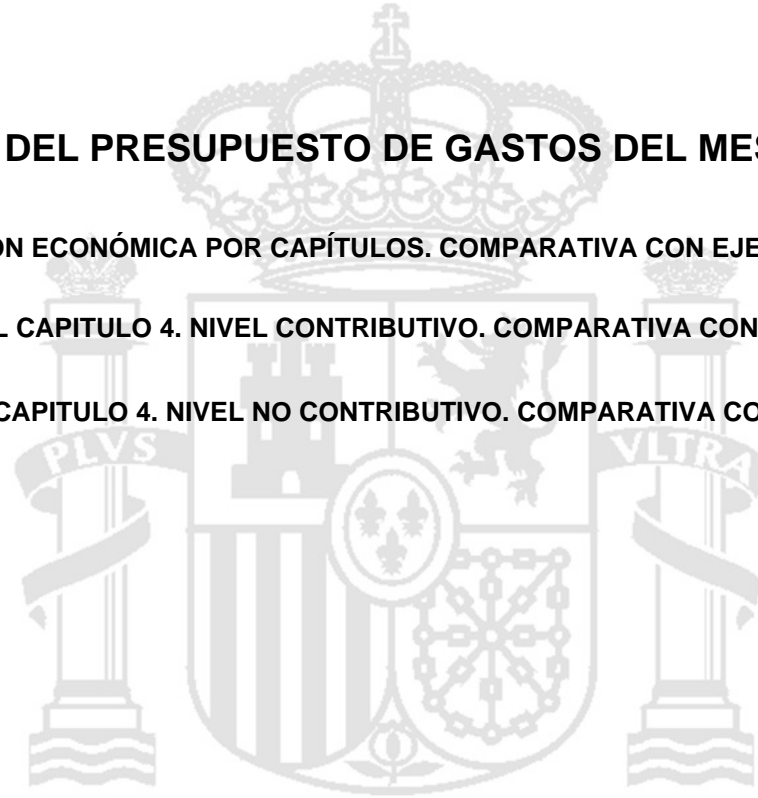 DEL PRESUPUESTO DE GASTOS DEL MES
ÓN ECONÓMICA POR CAPÍTULOS. COMPARATIVA CON EJE
L CAPITULO 4. NIVEL CONTRIBUTIVO. COMPARATIVA CON
CAPITULO 4. NIVEL NO CONTRIBUTIVO. COMPARATIVA CO
PLVS
VLTRA